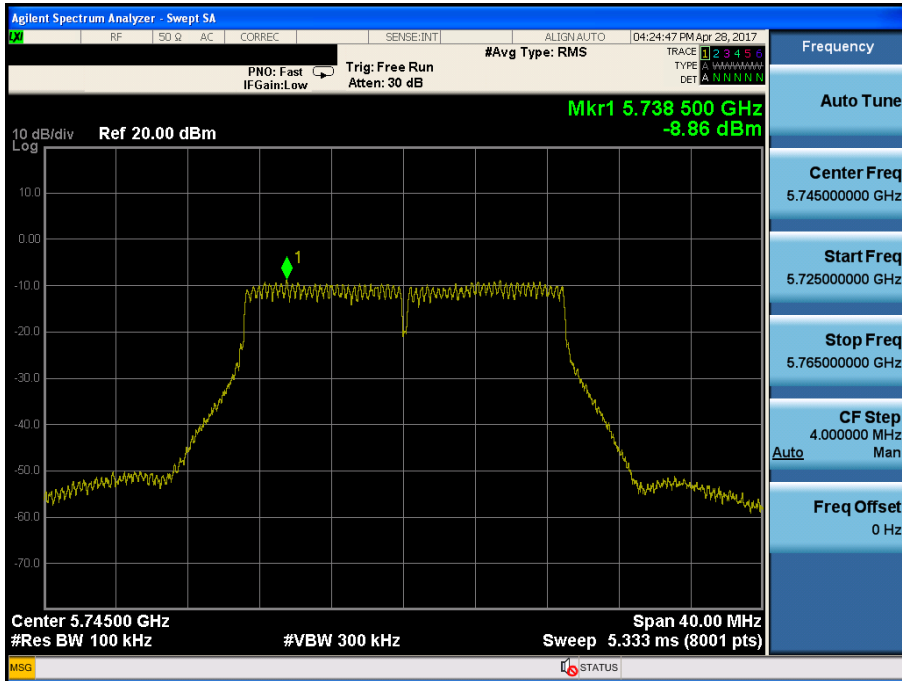 Agilent Spectrum Analyzer - Swept SA
LXI RF 50 Ω AC CORREC SENSE:INT ALIGN AUTO 04:24:47 PM Apr 28, 2017
PNO: Fast
IFGain:Low
Trig: Free Run
Atten: 30 dB
#Avg Type: RMS
TRACE 1 2 3 4 5 6
TYPE A WWWWW
DET A N N N N N
Mkr1 5.738 500 GHz
-8.86 dBm
10 dB/div Ref 20.00 dBm
Log
1
10.0
0.00
-10.0
-20.0
-30.0
-40.0
-50.0
-60.0
-70.0
Center 5.74500 GHz Span 40.00 MHz
#Res BW 100 kHz #VBW 300 kHz Sweep 5.333 ms (8001 pts)
MSG STATUS
Frequency
Auto Tune
Center Freq
5.745000000 GHz
Start Freq
5.725000000 GHz
Stop Freq
5.765000000 GHz
CF Step
4.000000 MHz
Auto Man
Freq Offset
0 Hz